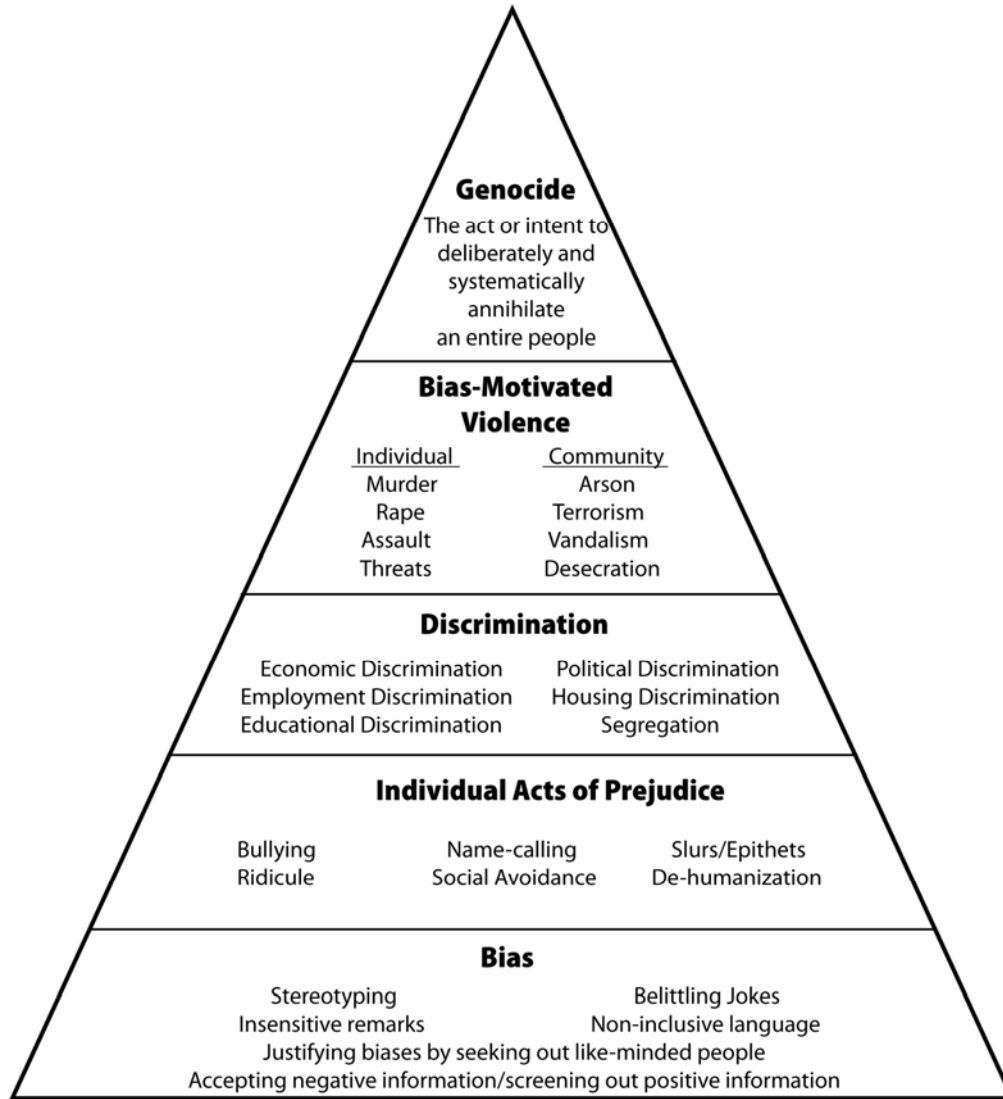 Genocide
The act or intent to
deliberately and
systematically
annihilate
an entire people
Bias-Motivated
Violence
Individual Community
Murder Arson
Rape Terrorism
Assault Vandalism
Threats Desecration
Discrimination
Economic Discrimination Political Discrimination
Employment Discrimination Housing Discrimination
Educational Discrimination Segregation
Individual Acts of Prejudice
Bullying Name-calling Slurs/Epithets
Ridicule Social Avoidance De-humanization
Bias
Stereotyping Belittling Jokes
Insensitive remarks Non-inclusive language
Justifying biases by seeking out like-minded people
Accepting negative information/screening out positive information